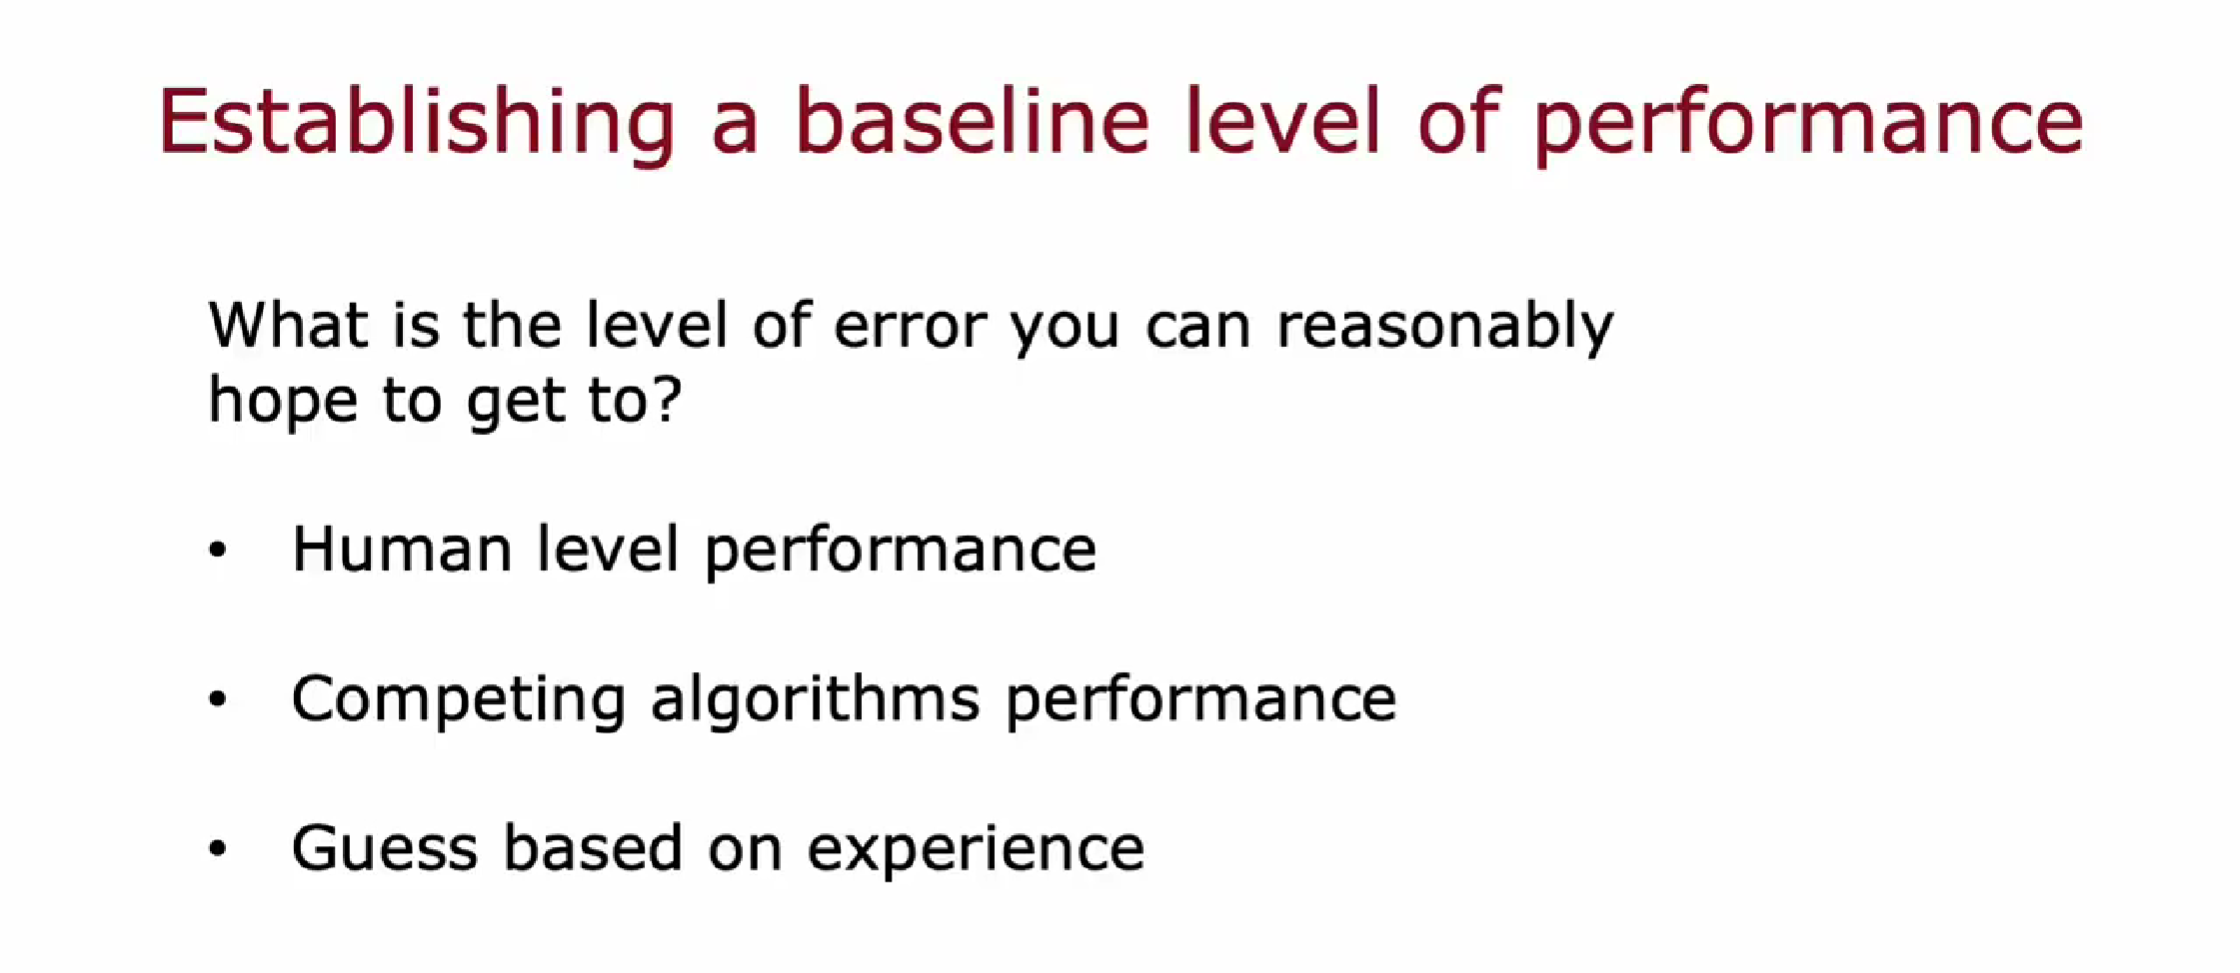 Establishing a baseline level of performance
What is the level of error you can reasonably
hope to get to?
• Human level performance
• Competing algorithms performance
• Guess based on experience